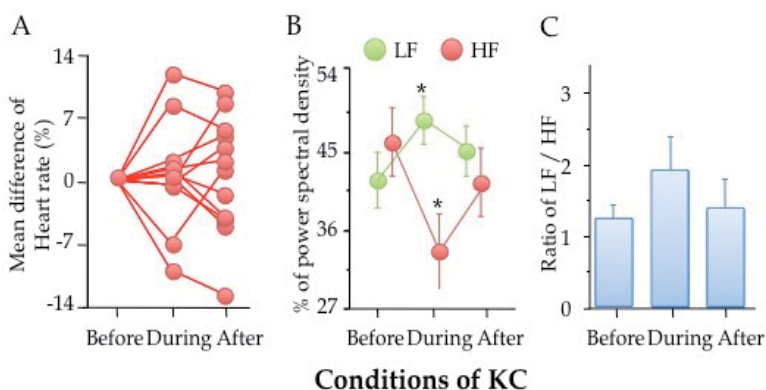 A
Mean difference of
Heart rate (%)
14
7
0
-7
-14
Before During After
B
LF HF
% of power spectral density
54
45
36
27
*
*
Before During After
C
Ratio of LF / HF
3
2
1
0
Before During After
Conditions of KC